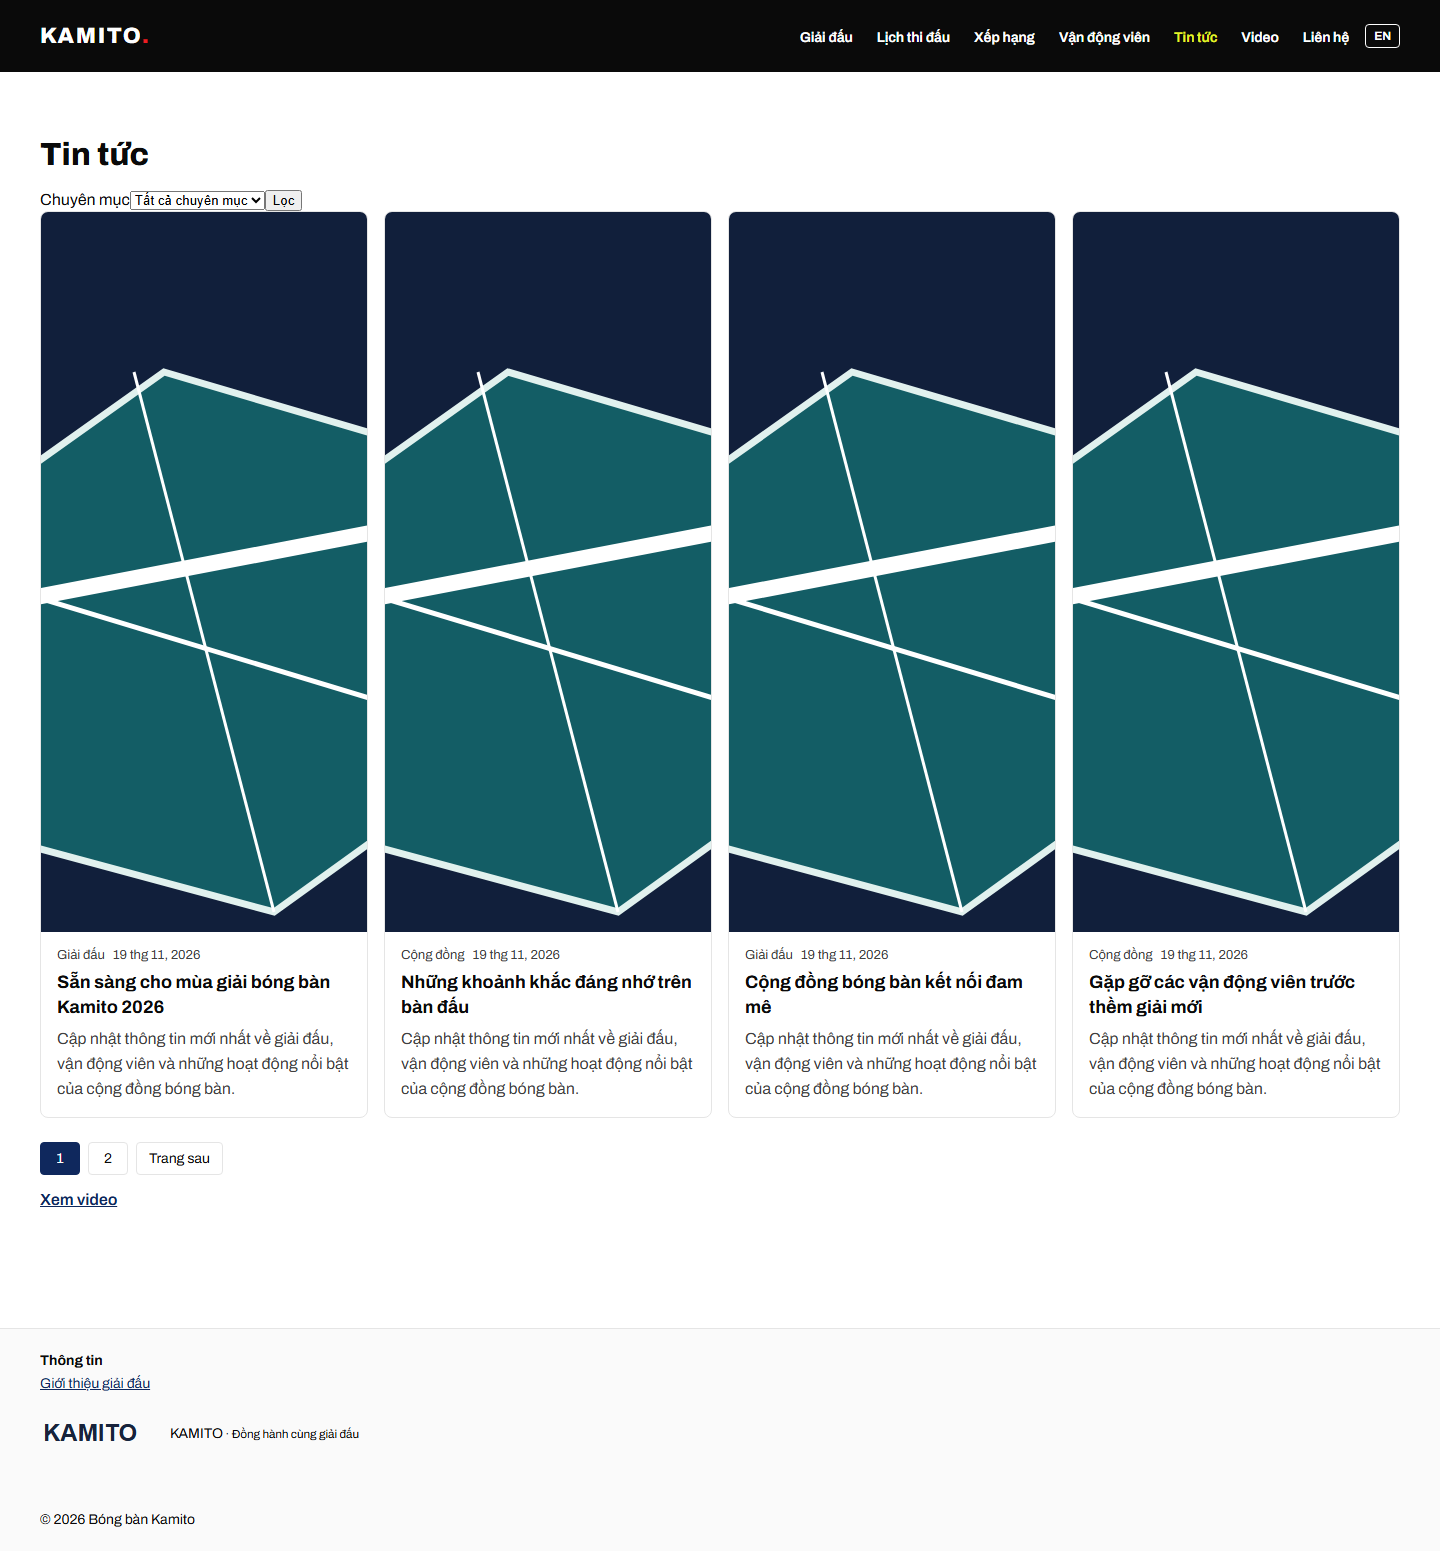 KAMITO.
Giải đấu Lịch thi đấu Xếp hạng Vận động viên Tin tức Video Liên hệ EN
Tin tức
Chuyên mục Tất cả chuyên mục Lọc
Giải đấu 19 thg 11, 2026
Sẵn sàng cho mùa giải bóng bàn
Kamito 2026
Cập nhật thông tin mới nhất về giải đấu,
vận động viên và những hoạt động nổi bật
của cộng đồng bóng bàn.
Cộng đồng 19 thg 11, 2026
Những khoảnh khắc đáng nhớ trên
bàn đấu
Cập nhật thông tin mới nhất về giải đấu,
vận động viên và những hoạt động nổi bật
của cộng đồng bóng bàn.
Giải đấu 19 thg 11, 2026
Cộng đồng bóng bàn kết nối đam
mê
Cập nhật thông tin mới nhất về giải đấu,
vận động viên và những hoạt động nổi bật
của cộng đồng bóng bàn.
Cộng đồng 19 thg 11, 2026
Gặp gỡ các vận động viên trước
thềm giải mới
Cập nhật thông tin mới nhất về giải đấu,
vận động viên và những hoạt động nổi bật
của cộng đồng bóng bàn.
1 2 Trang sau
Xem video
Thông tin
Giới thiệu giải đấu
KAMITO KAMITO · Đồng hành cùng giải đấu
© 2026 Bóng bàn Kamito